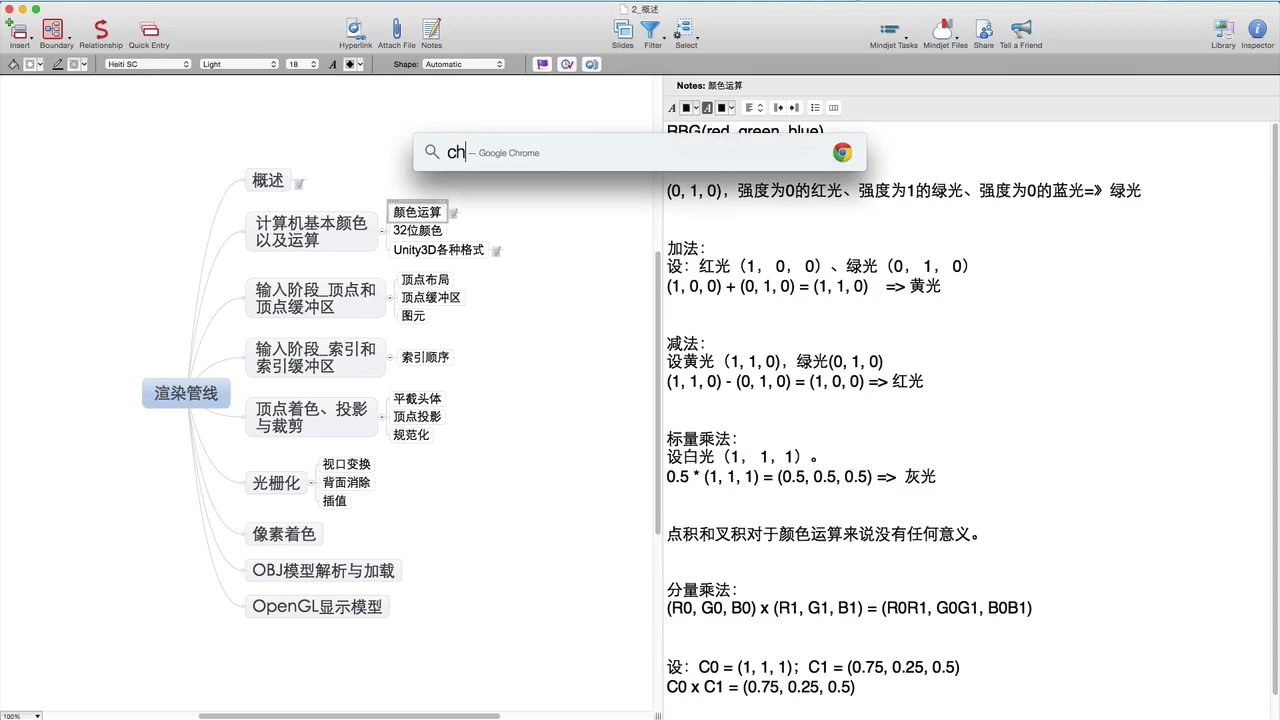 2_概述
Insert
Boundary
Relationship
Quick Entry
Hyperlink
Attach File
Notes
Slides
Filter
Select
Mindjet Tasks
Mindjet Files
Share
Tell a Friend
Library
Inspector
Heiti SC
Light
18
Shape:
Automatic
Notes: 颜色运算
RBG(red, green, blue)
ch — Google Chrome
(0, 1, 0)，强度为0的红光、强度为1的绿光、强度为0的蓝光=》绿光
加法：
设：红光（1， 0， 0）、绿光（0， 1， 0）
(1, 0, 0) + (0, 1, 0) = (1, 1, 0) => 黄光
减法：
设黄光（1, 1, 0)，绿光(0, 1, 0)
(1, 1, 0) - (0, 1, 0) = (1, 0, 0) => 红光
标量乘法：
设白光（1， 1， 1）。
0.5 * (1, 1, 1) = (0.5, 0.5, 0.5) => 灰光
点积和叉积对于颜色运算来说没有任何意义。
分量乘法：
(R0, G0, B0) x (R1, G1, B1) = (R0R1, G0G1, B0B1)
设：C0 = (1, 1, 1)；C1 = (0.75, 0.25, 0.5)
C0 x C1 = (0.75, 0.25, 0.5)
渲染管线
概述
计算机基本颜色
以及运算
颜色运算
32位颜色
Unity3D各种格式
输入阶段_顶点和
顶点缓冲区
顶点布局
顶点缓冲区
图元
输入阶段_索引和
索引缓冲区
索引顺序
顶点着色、投影
与裁剪
平截头体
顶点投影
规范化
光栅化
视口变换
背面消除
插值
像素着色
OBJ模型解析与加载
OpenGL显示模型
100%